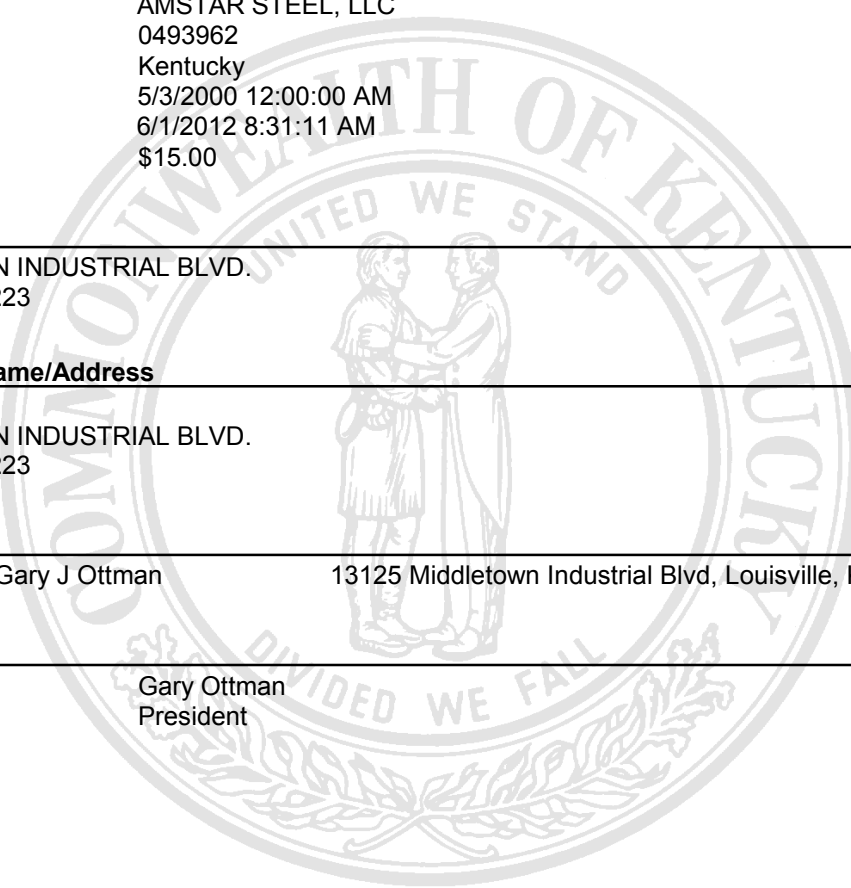 AMSTAR STEEL, LLC
0493962
Kentucky
5/3/2000 12:00:00 AM
6/1/2012 8:31:11 AM
$15.00
COMMONWEALTH OF KENTUCKY
UNITED WE STAND
N INDUSTRIAL BLVD.
223
ame/Address
N INDUSTRIAL BLVD.
223
Gary J Ottman 13125 Middletown Industrial Blvd, Louisville,
DIVIDED WE FALL
Gary Ottman
President